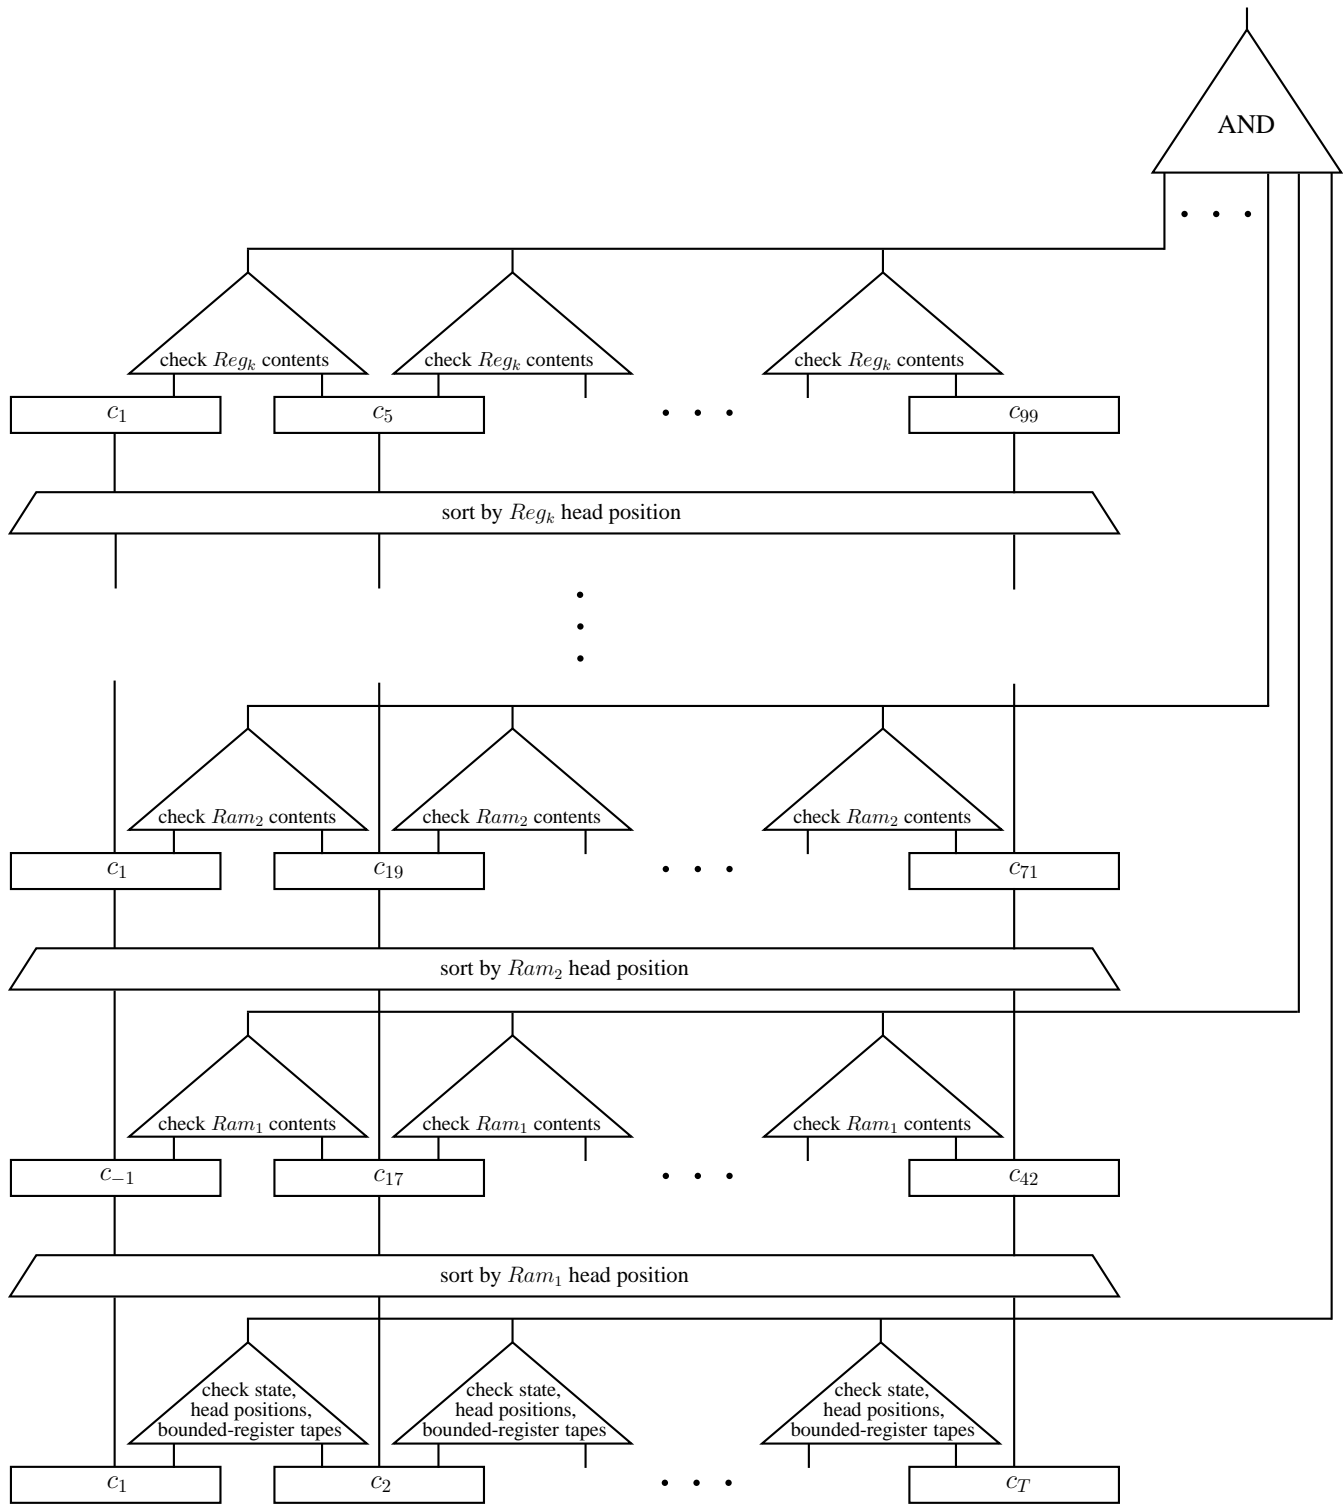 AND
check Reg_k contents check Reg_k contents check Reg_k contents
c_1 c_5 . . . c_99
sort by Reg_k head position
check Ram_2 contents check Ram_2 contents check Ram_2 contents
c_1 c_19 . . . c_71
sort by Ram_2 head position
check Ram_1 contents check Ram_1 contents check Ram_1 contents
c_−1 c_17 . . . c_42
sort by Ram_1 head position
check state, check state, check state,
head positions, head positions, head positions,
bounded-register tapes bounded-register tapes bounded-register tapes
c_1 c_2 . . . c_T